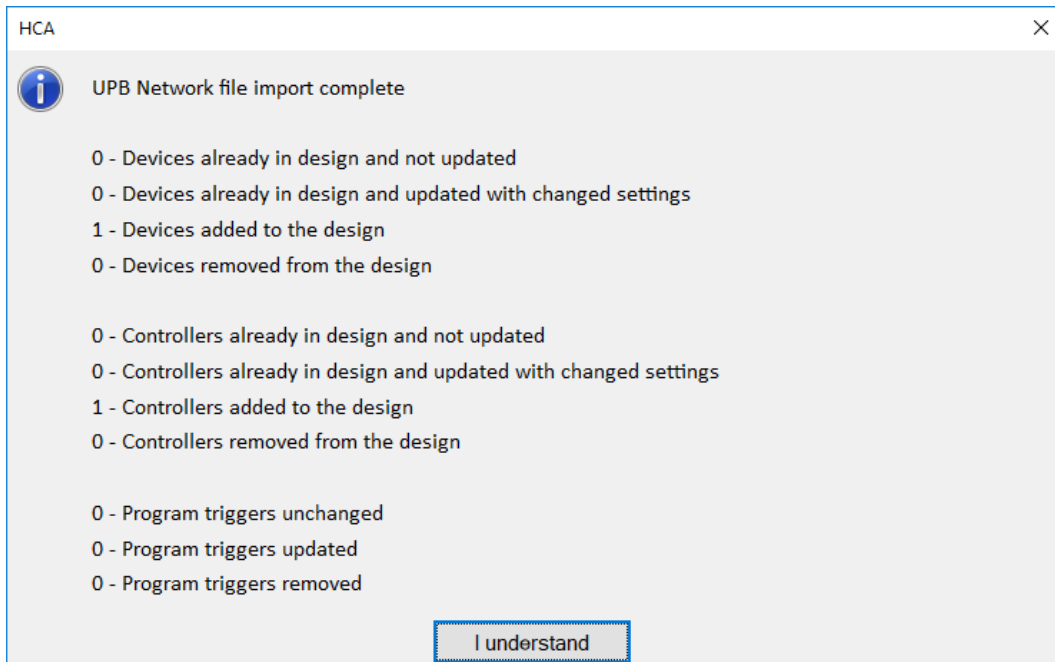 HCA
UPB Network file import complete
0 - Devices already in design and not updated
0 - Devices already in design and updated with changed settings
1 - Devices added to the design
0 - Devices removed from the design
0 - Controllers already in design and not updated
0 - Controllers already in design and updated with changed settings
1 - Controllers added to the design
0 - Controllers removed from the design
0 - Program triggers unchanged
0 - Program triggers updated
0 - Program triggers removed
I understand